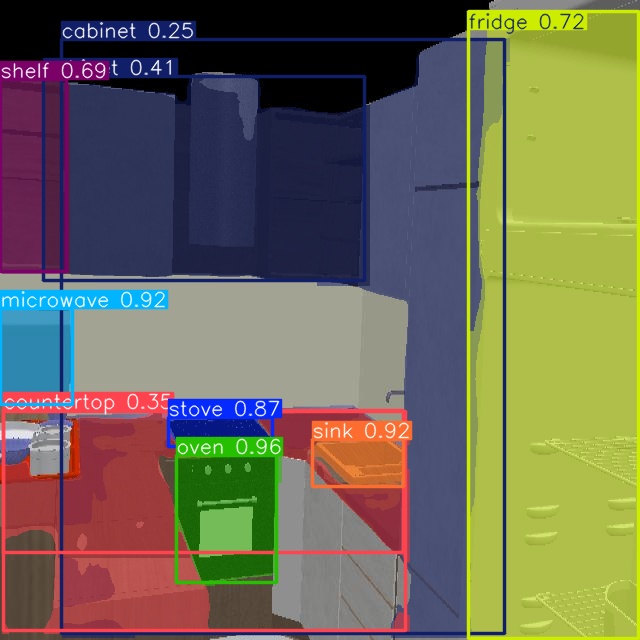 fridge 0.72
cabinet 0.25
shelf 0.69
t 0.41
microwave 0.92
countertop 0.35
stove 0.87
sink 0.92
oven 0.96